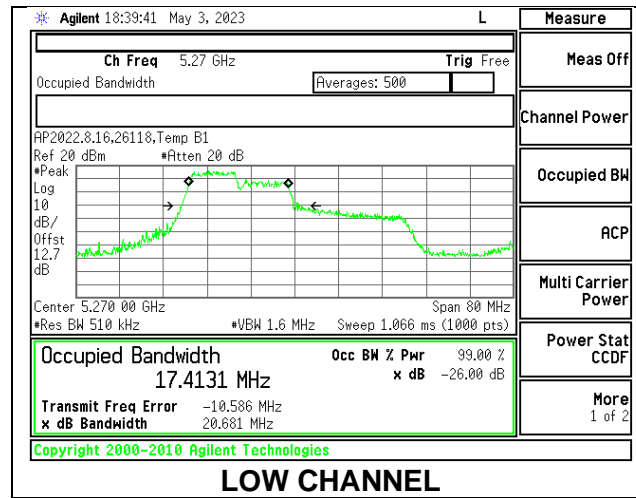 Agilent 18:39:41 May 3, 2023 L Measure
Ch Freq 5.27 GHz Trig Free
Meas Off
Occupied Bandwidth Averages: 500
Channel Power
AP2022.8.16,26118,Temp B1
Ref 20 dBm #Atten 20 dB
#Peak
Log
10
dB/
Offst
12.7
dB
Occupied BW
ACP
Multi Carrier
Power
Center 5.270 00 GHz Span 80 MHz
#Res BW 510 kHz #VBW 1.6 MHz Sweep 1.066 ms (1000 pts)
Power Stat
CCDF
Occupied Bandwidth Occ BW % Pwr 99.00 %
17.4131 MHz x dB -26.00 dB
Transmit Freq Error -10.586 MHz
x dB Bandwidth 20.681 MHz
More
1 of 2
Copyright 2000-2010 Agilent Technologies
LOW CHANNEL